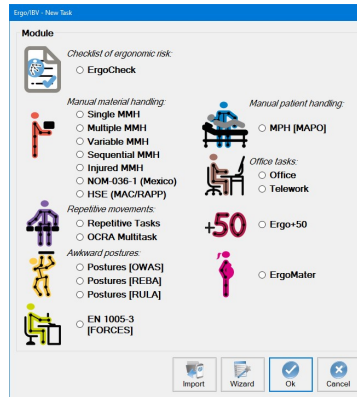 Ergo/IBV - New Task
Module
Checklist of ergonomic risk:
ErgoCheck
Manual material handling:
Single MMH
Multiple MMH
Variable MMH
Sequential MMH
Injured MMH
NOM-036-1 (Mexico)
HSE (MAC/RAPP)
Repetitive movements:
Repetitive Tasks
OCRA Multitask
Awkward postures:
Postures [OWAS]
Postures [REBA]
Postures [RULA]
EN 1005-3
[FORCES]
Manual patient handling:
MPH [MAPO]
Office tasks:
Office
Telework
+50
Ergo+50
ErgoMater
Import
Wizard
Ok
Cancel